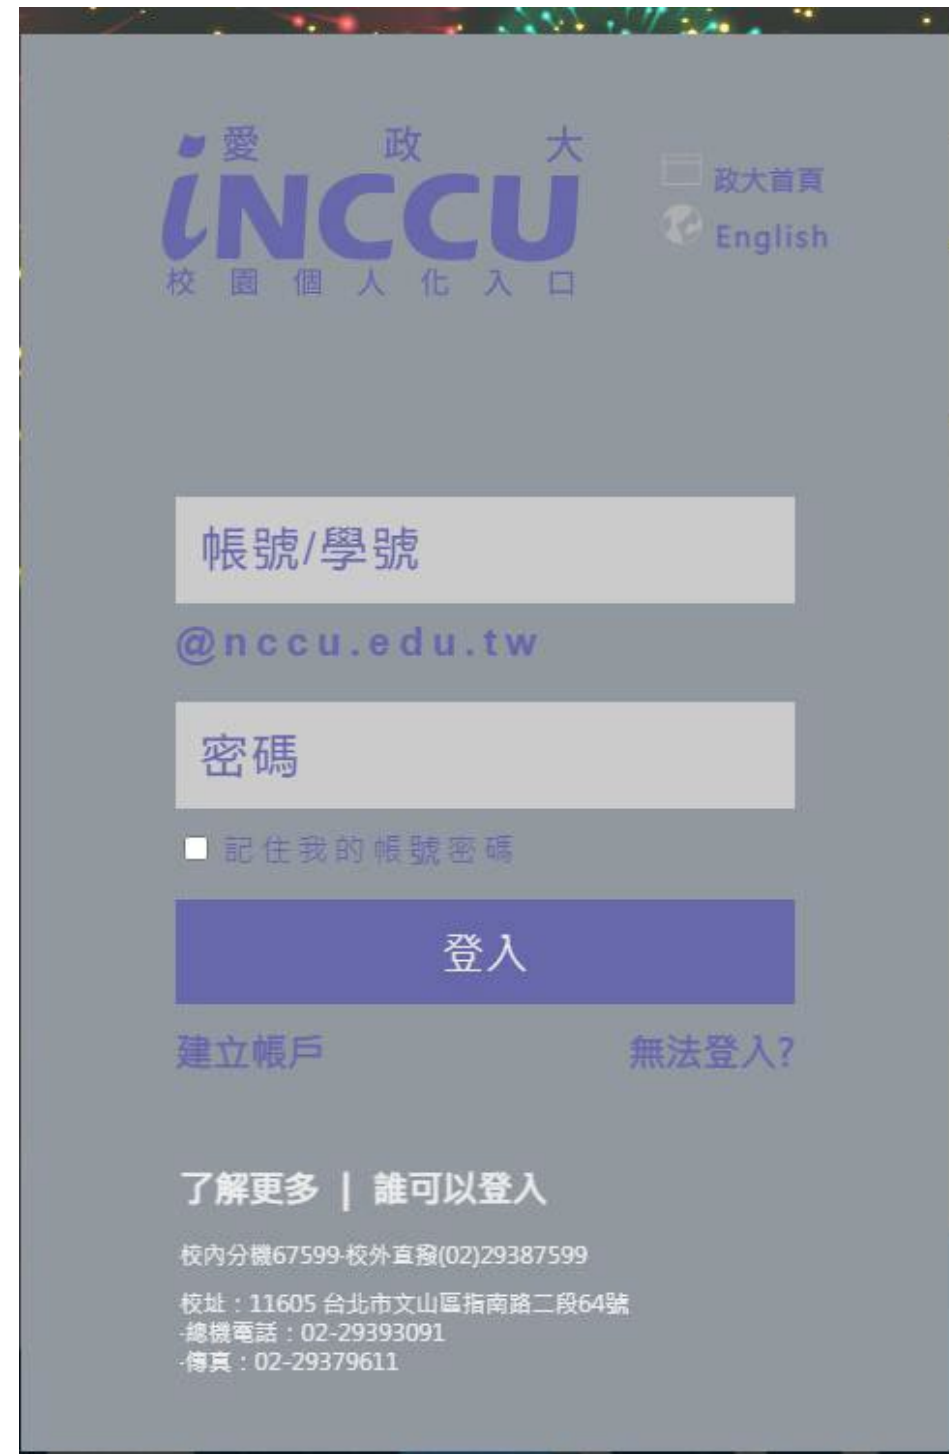 愛政大
iNCCU
校園個人化入口
政大首頁
English
帳號/學號
@nccu.edu.tw
密碼
記住我的帳號密碼
登入
建立帳戶 無法登入?
了解更多 | 誰可以登入
校內分機67599‧校外直撥(02)29387599
校址：11605 台北市文山區指南路二段64號
‧總機電話：02-29393091
‧傳真：02-29379611